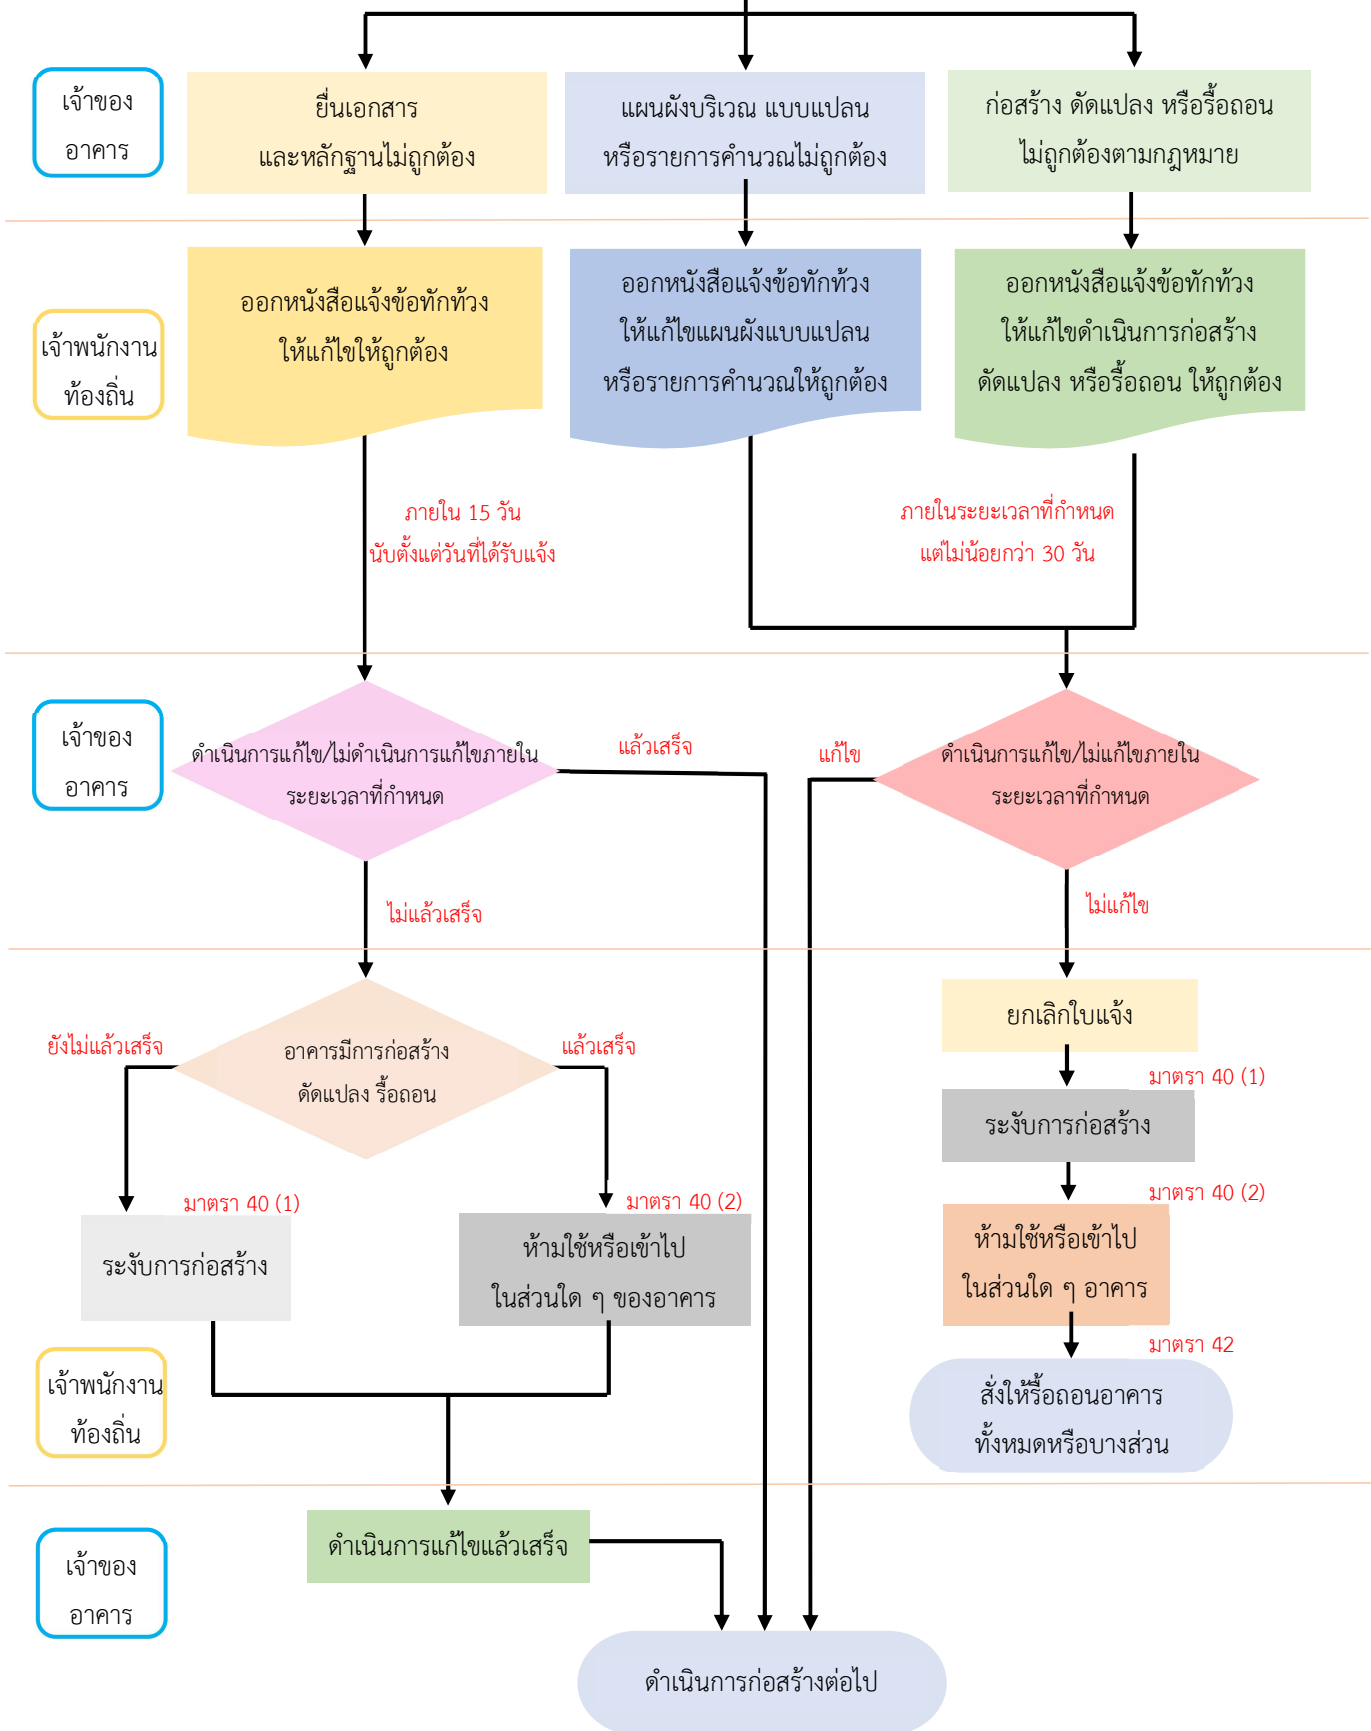 เจ้าของ
อาคาร
ยื่นเอกสาร
และหลักฐานไม่ถูกต้อง
แผนผังบริเวณ แบบแปลน
หรือรายการคำนวณไม่ถูกต้อง
ก่อสร้าง ดัดแปลง หรือรื้อถอน
ไม่ถูกต้องตามกฎหมาย
เจ้าพนักงาน
ท้องถิ่น
ออกหนังสือแจ้งข้อทักท้วง
ให้แก้ไขให้ถูกต้อง
ออกหนังสือแจ้งข้อทักท้วง
ให้แก้ไขแผนผังแบบแปลน
หรือรายการคำนวณให้ถูกต้อง
ออกหนังสือแจ้งข้อทักท้วง
ให้แก้ไขดำเนินการก่อสร้าง
ดัดแปลง หรือรื้อถอน ให้ถูกต้อง
ภายใน 15 วัน
นับตั้งแต่วันที่ได้รับแจ้ง
ภายในระยะเวลาที่กำหนด
แต่ไม่น้อยกว่า 30 วัน
เจ้าของ
อาคาร
ดำเนินการแก้ไข/ไม่ดำเนินการแก้ไขภายใน
ระยะเวลาที่กำหนด
แล้วเสร็จ
แก้ไข
ดำเนินการแก้ไข/ไม่แก้ไขภายใน
ระยะเวลาที่กำหนด
ไม่แล้วเสร็จ
ไม่แก้ไข
ยังไม่แล้วเสร็จ
อาคารมีการก่อสร้าง
ดัดแปลง รื้อถอน
แล้วเสร็จ
ยกเลิกใบแจ้ง
มาตรา 40 (1)
ระงับการก่อสร้าง
มาตรา 40 (1)
ระงับการก่อสร้าง
มาตรา 40 (2)
ห้ามใช้หรือเข้าไป
ในส่วนใด ๆ ของอาคาร
มาตรา 40 (2)
ห้ามใช้หรือเข้าไป
ในส่วนใด ๆ อาคาร
มาตรา 42
สั่งให้รื้อถอนอาคาร
ทั้งหมดหรือบางส่วน
เจ้าพนักงาน
ท้องถิ่น
เจ้าของ
อาคาร
ดำเนินการแก้ไขแล้วเสร็จ
ดำเนินการก่อสร้างต่อไป